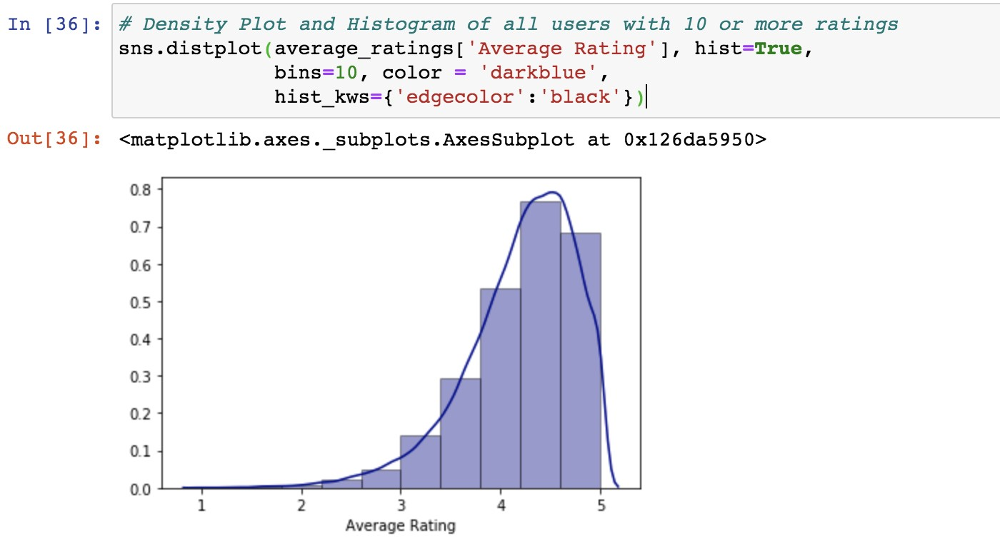 In [36]: # Density Plot and Histogram of all users with 10 or more ratings
sns.distplot(average_ratings['Average Rating'], hist=True,
bins=10, color = 'darkblue',
hist_kws={'edgecolor':'black'})
Out[36]: <matplotlib.axes._subplots.AxesSubplot at 0x126da5950>
0.8
0.7
0.6
0.5
0.4
0.3
0.2
0.1
0.0
1 2 3 4 5
Average Rating